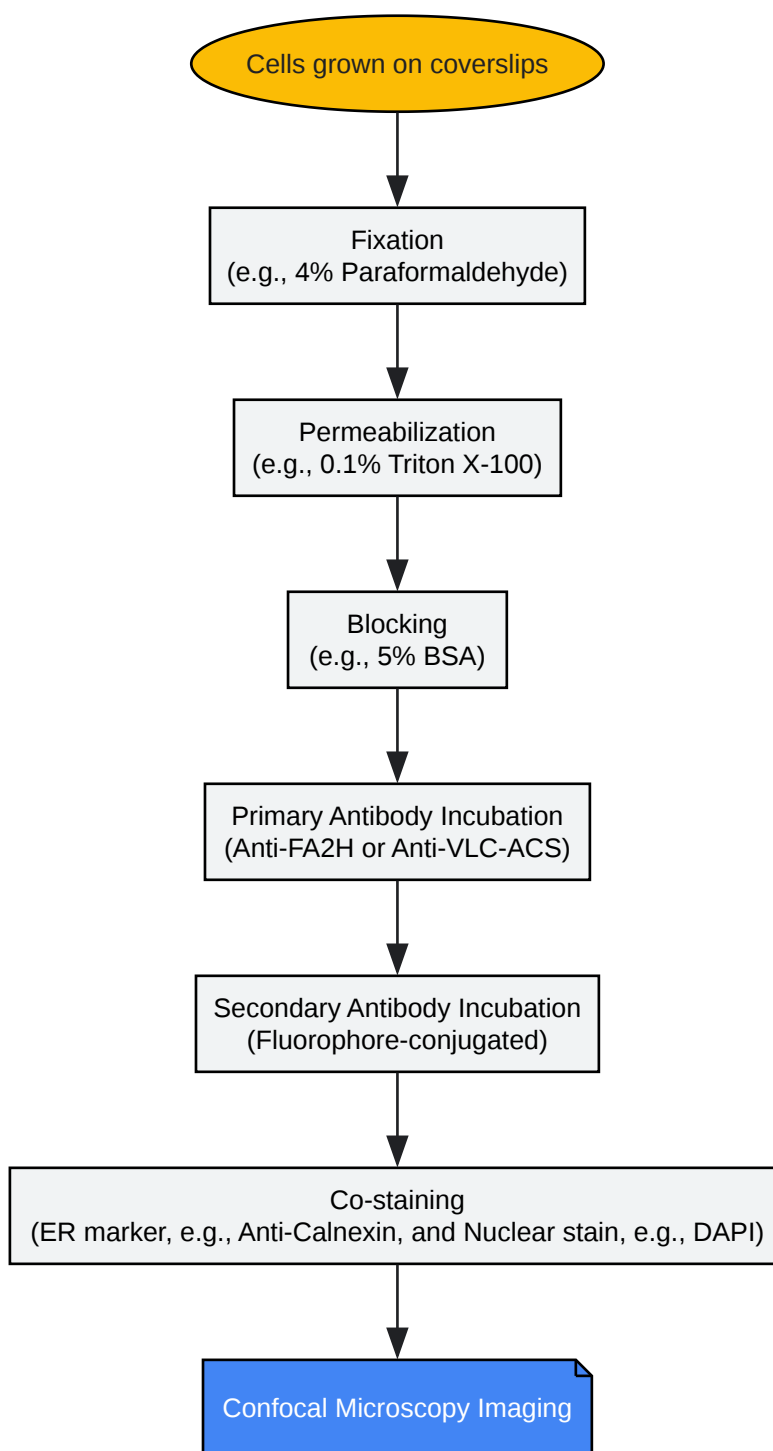 Cells grown on coverslips
Fixation
(e.g., 4% Paraformaldehyde)
Permeabilization
(e.g., 0.1% Triton X-100)
Blocking
(e.g., 5% BSA)
Primary Antibody Incubation
(Anti-FA2H or Anti-VLC-ACS)
Secondary Antibody Incubation
(Fluorophore-conjugated)
Co-staining
(ER marker, e.g., Anti-Calnexin, and Nuclear stain, e.g., DAPI)
Confocal Microscopy Imaging